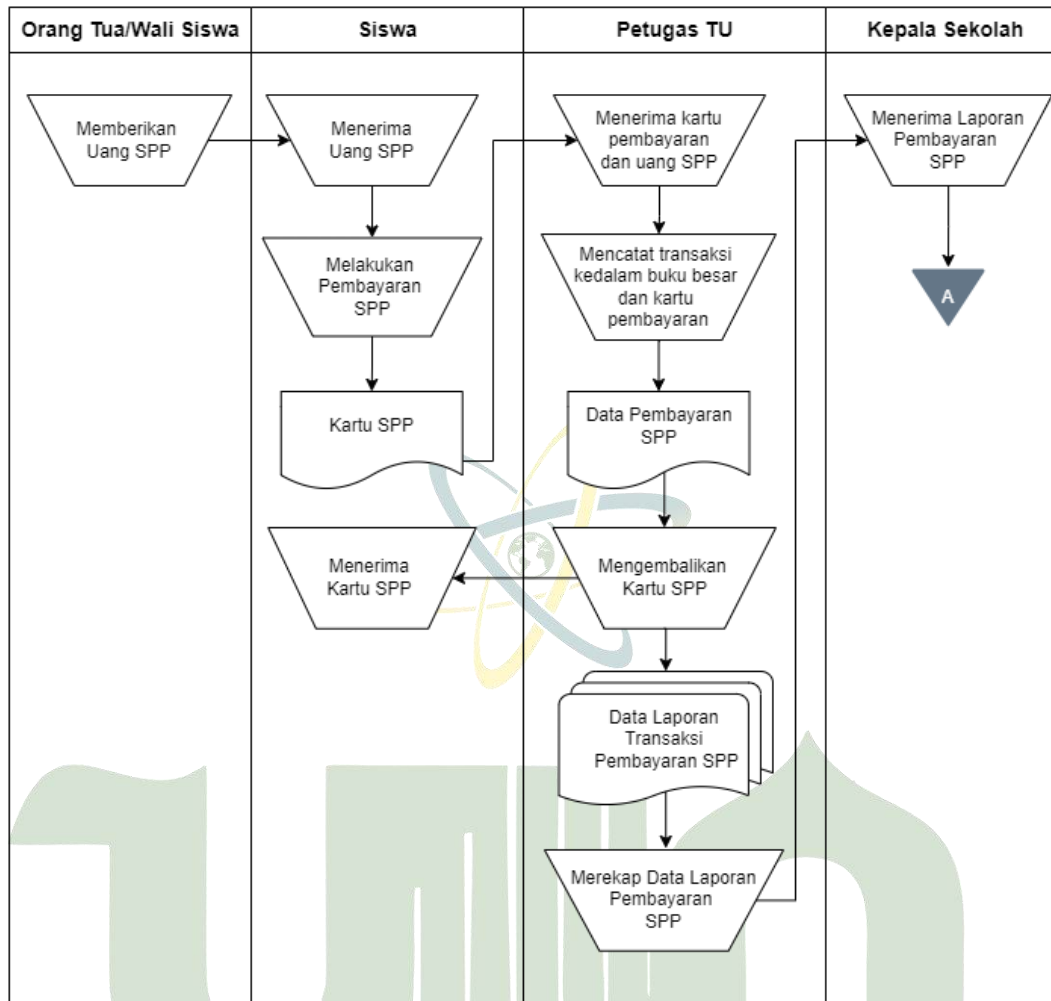 Orang Tua/Wali Siswa
Siswa
Petugas TU
Kepala Sekolah
Memberikan
Uang SPP
Menerima
Uang SPP
Melakukan
Pembayaran
SPP
Kartu SPP
Menerima
Kartu SPP
Menerima kartu
pembayaran
dan uang SPP
Mencatat transaksi
kedalam buku besar
dan kartu
pembayaran
Data Pembayaran
SPP
Mengembalikan
Kartu SPP
Data Laporan
Transaksi
Pembayaran SPP
Merekap Data Laporan
Pembayaran
SPP
Menerima Laporan
Pembayaran
SPP
A